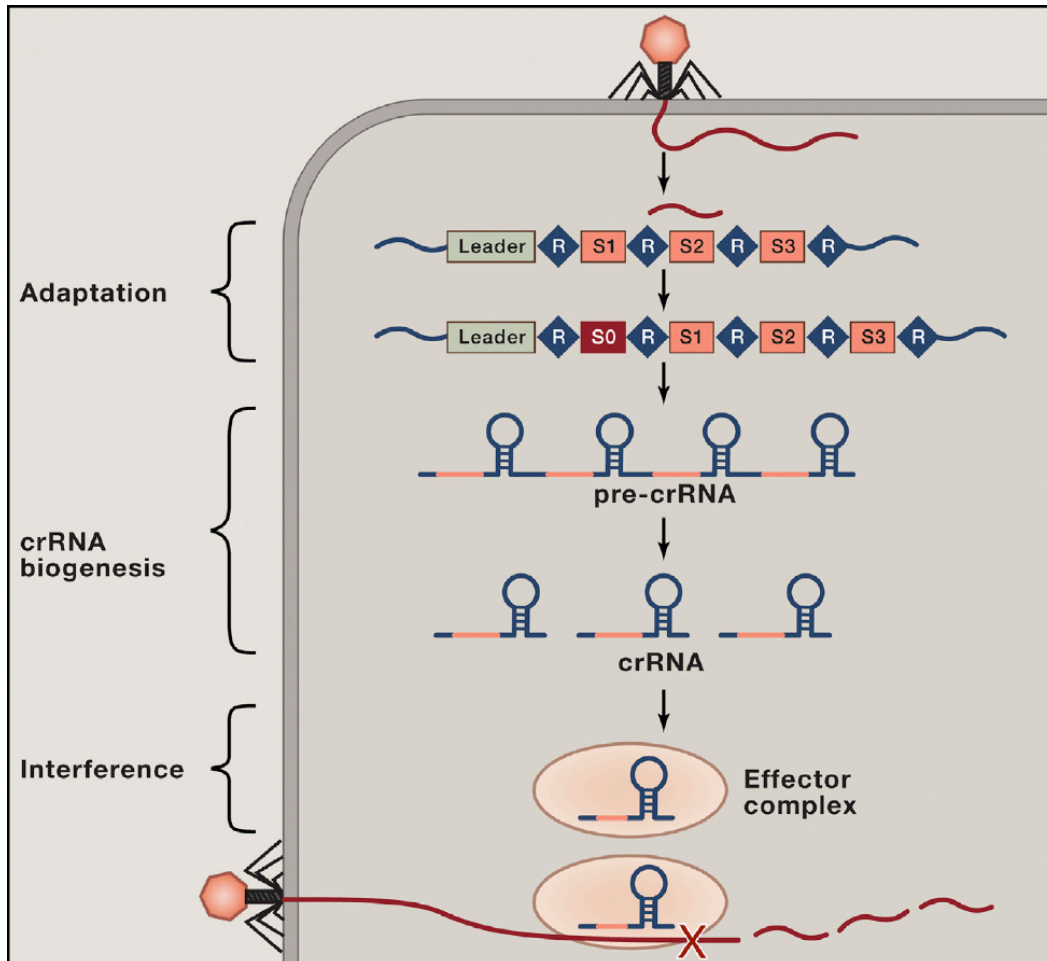 Leader R S1 R S2 R S3 R
Adaptation
Leader R S0 R S1 R S2 R S3 R
pre-crRNA
crRNA
biogenesis
crRNA
Interference
Effector
complex
X